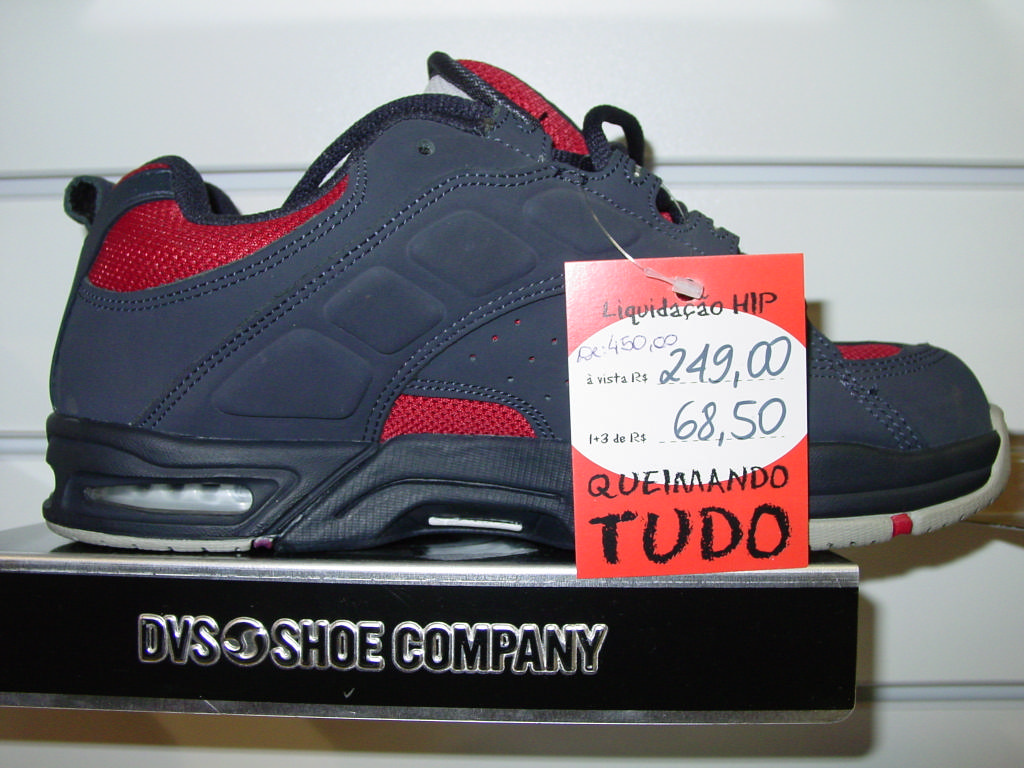 Liquidação HIP
De: 450,00
à vista R$ 249,00
1+3 de R$ 68,50
QUEIMANDO
TUDO
DVS SHOE COMPANY